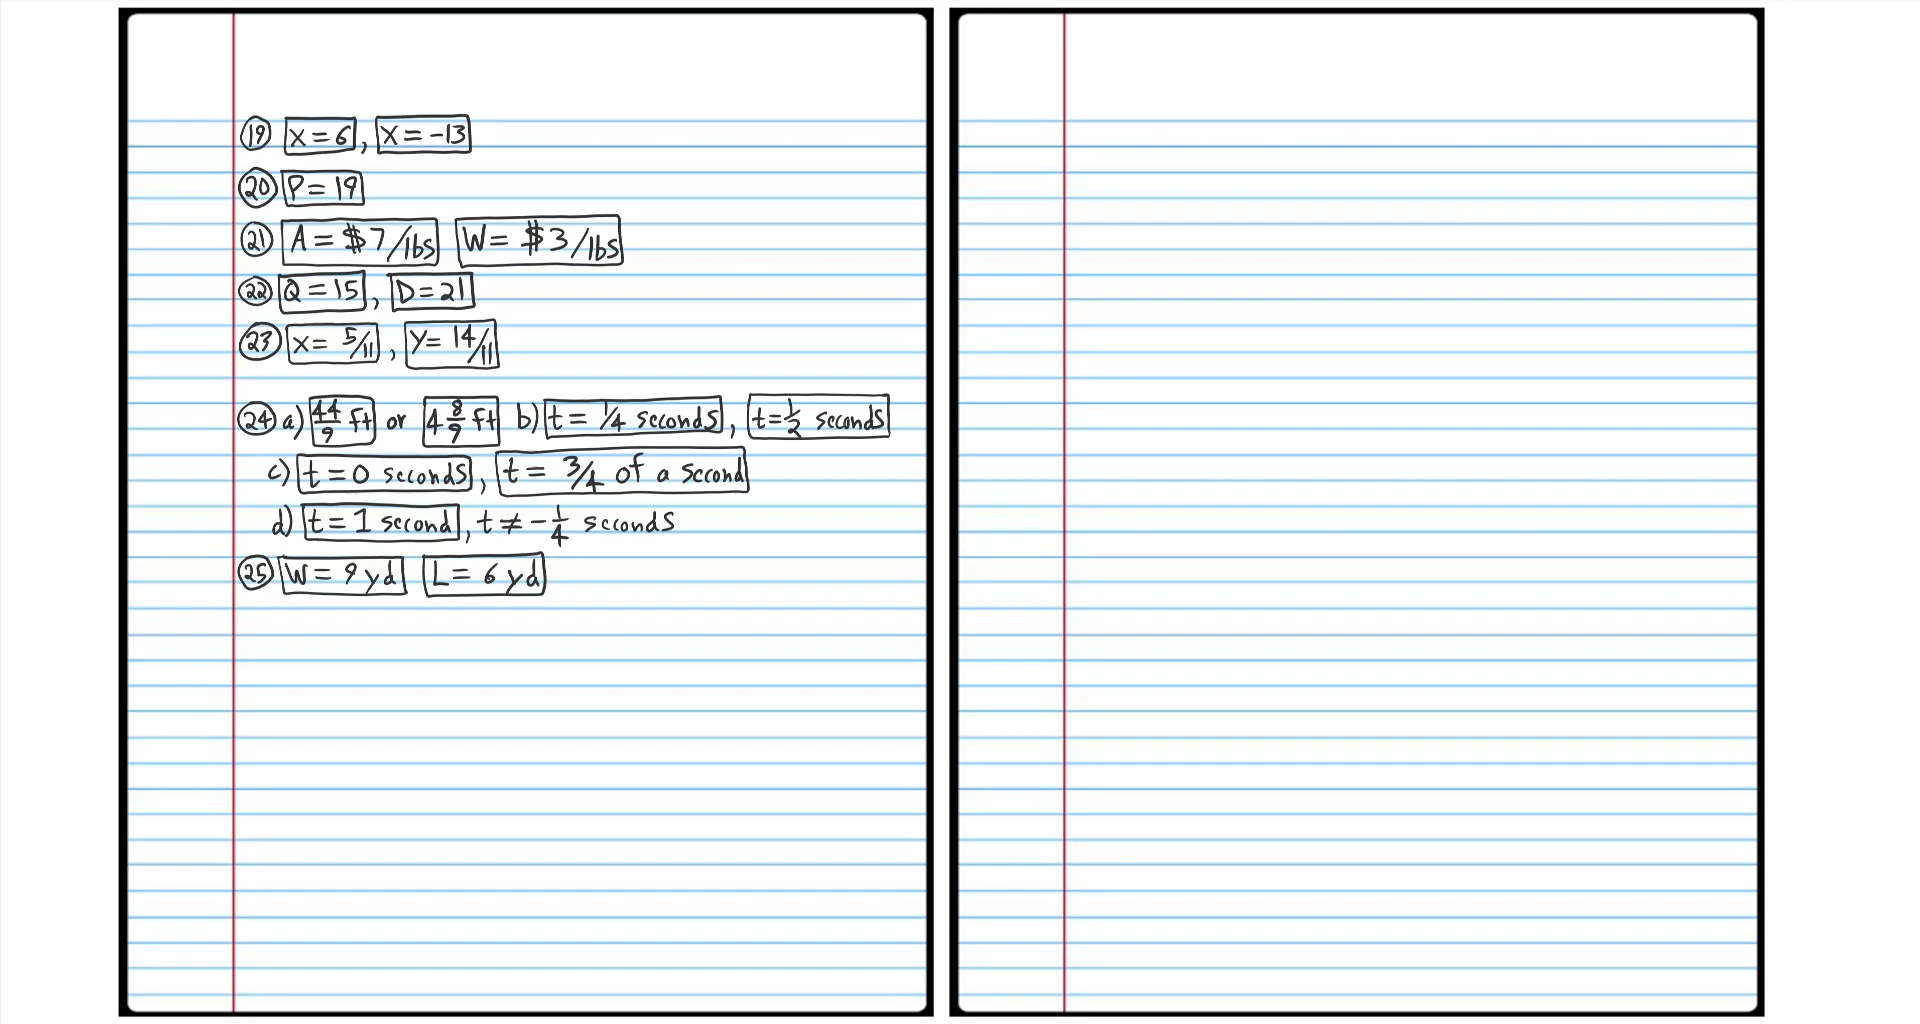 19 x = 6, x = -13
20 P = 19
21 A = $7/lbs W = $3/lbs
22 Q = 15, D = 21
23 x = 5/11, y = 14/11
24 a) 44/9 ft or 4 8/9 ft b) t = 1/4 seconds, t = 1/2 seconds
c) t = 0 seconds, t = 3/4 of a second
d) t = 1 second, t ≠ -1/4 seconds
25 W = 9 yd L = 6 yd